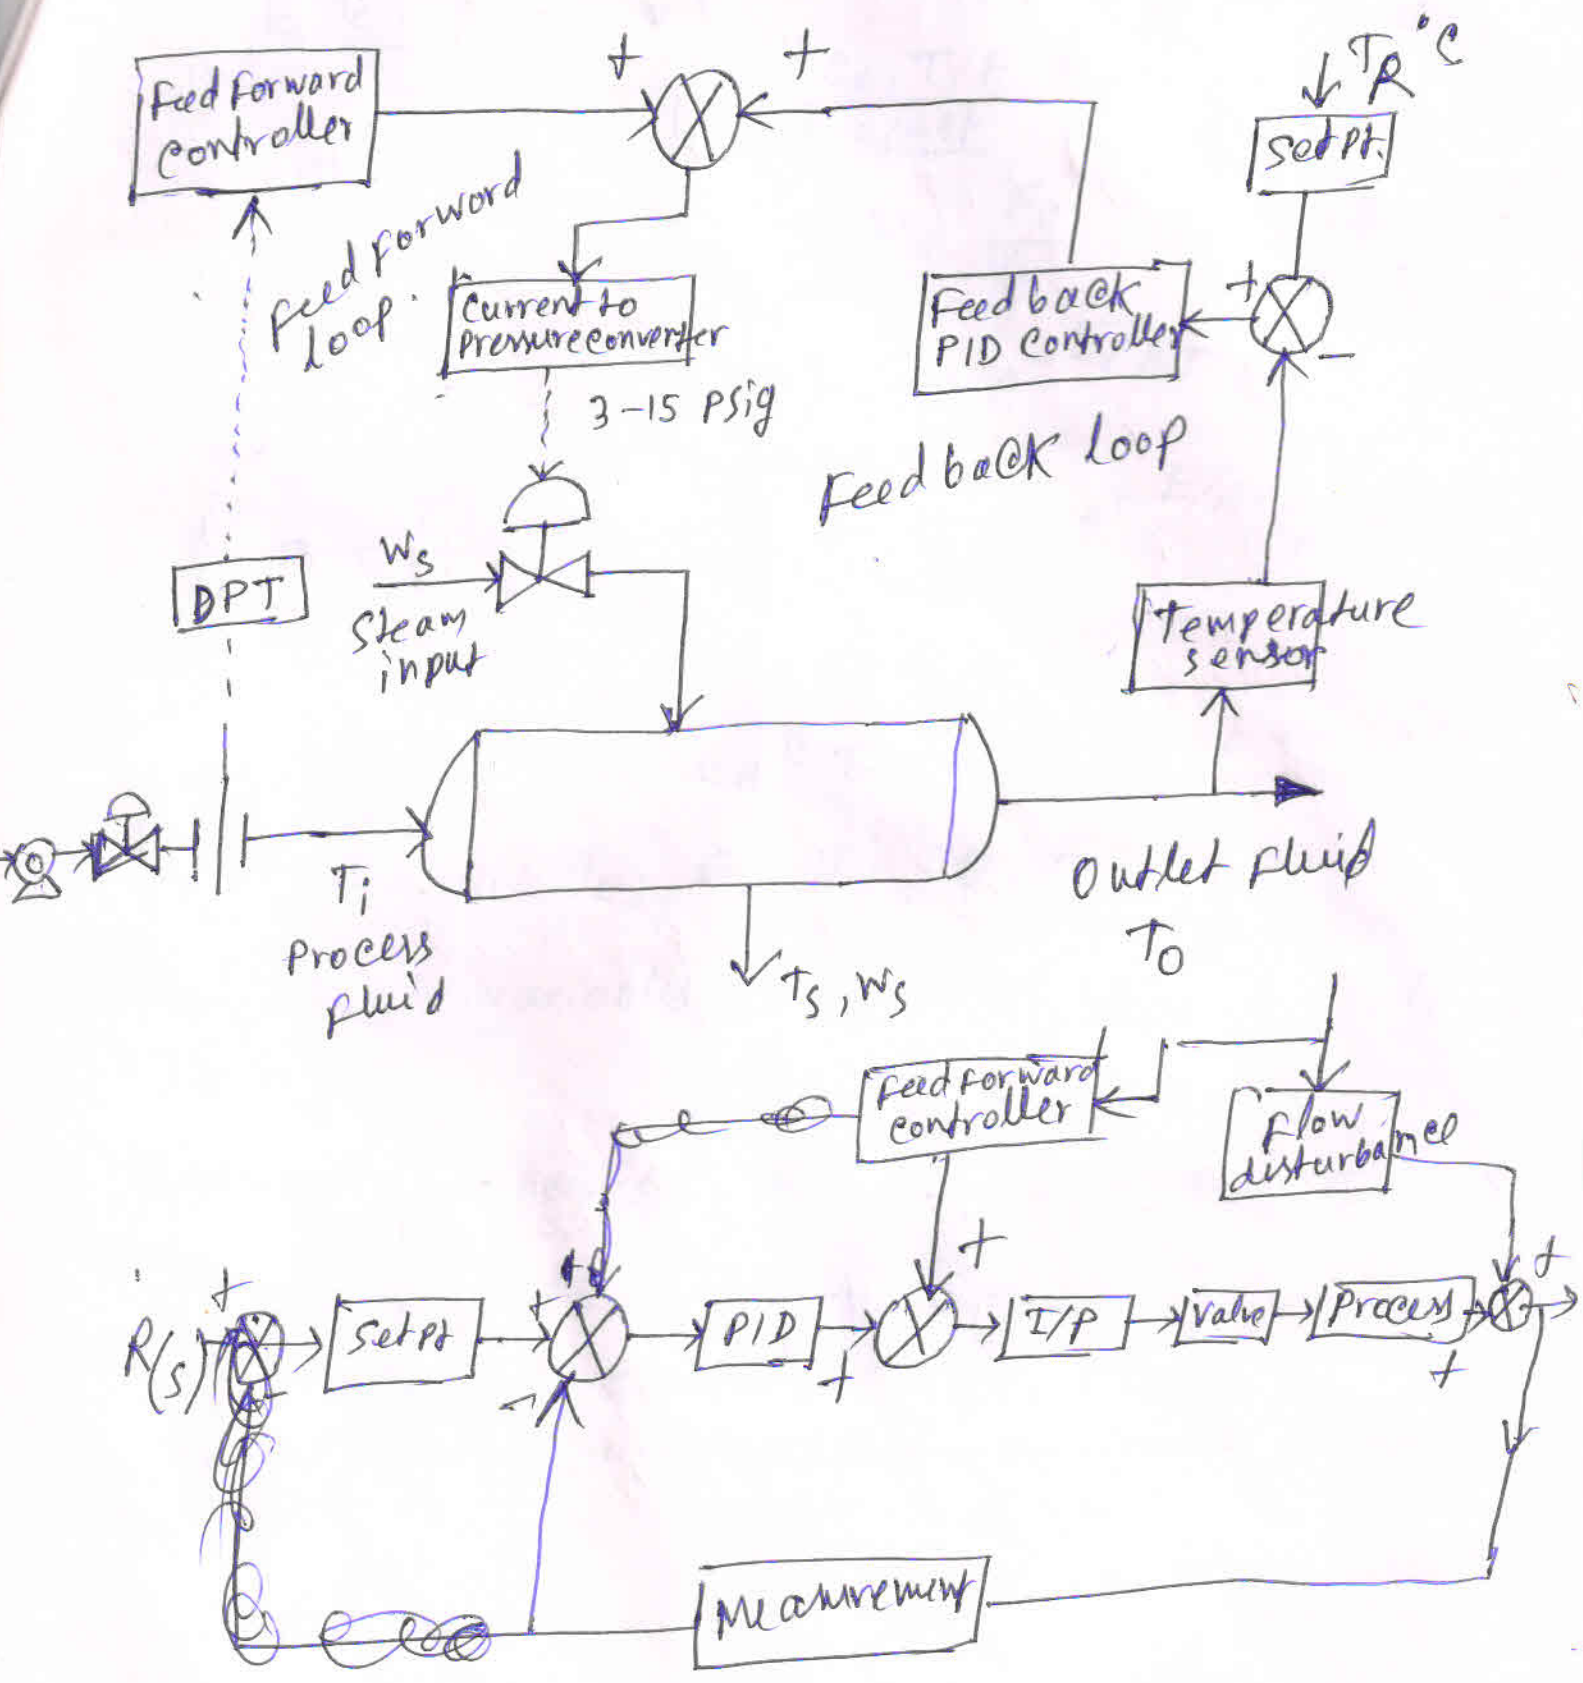 + +
T_R °C
Feed Forward
Controller
Set Pt.
Feed Forword
Loop.
Current to
Pressure converter
Feed back
PID Controller
+
−
3-15 Psig
Feed back Loop
W_S
Steam
input
DPT
Temperature
sensor
T_i
Process
Fluid
Outlet Fluid
T_O
T_S, W_S
Feed Forward
Controller
Flow
disturbance
+
+
+
+
R(s)
Set Pt
+
−
PID
+
I/P
Valve
Process
+
Measurement